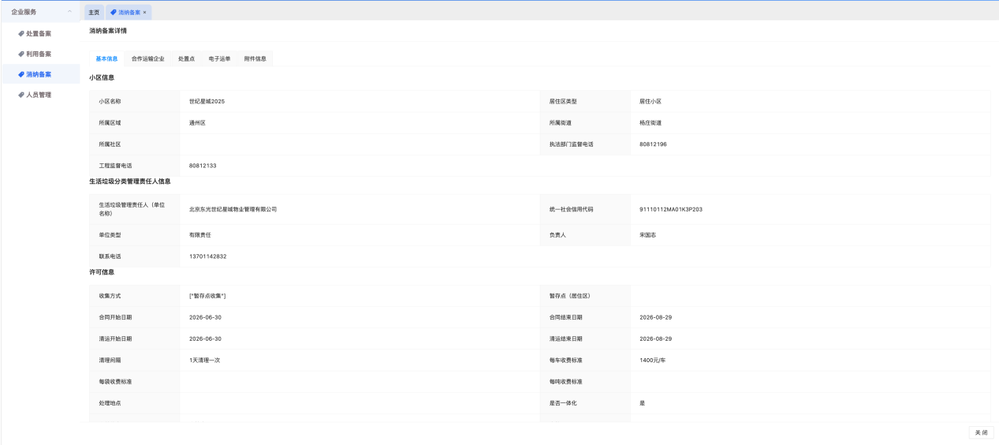 企业服务
主页
消纳备案 ×
处置备案
利用备案
消纳备案
人员管理
消纳备案详情
基本信息 合作运输企业 处置点 电子运单 附件信息
小区信息
小区名称 世纪星城2025 居住区类型 居住小区
所属区域 通州区 所属街道 杨庄街道
所属社区 执法部门监督电话 80812196
工程监督电话 80812133
生活垃圾分类管理责任人信息
生活垃圾管理责任人（单位
名称） 北京东光世纪星城物业管理有限公司 统一社会信用代码 91110112MA01K3P203
单位类型 有限责任 负责人 宋国志
联系电话 13701142832
许可信息
收集方式 ["暂存点收集"] 暂存点（居住区）
合同开始日期 2026-06-30 合同结束日期 2026-08-29
清运开始日期 2026-06-30 清运结束日期 2026-08-29
清理间隔 1天清理一次 每车收费标准 1400元/车
每袋收费标准 每吨收费标准
处理地点 是否一体化 是
关 闭